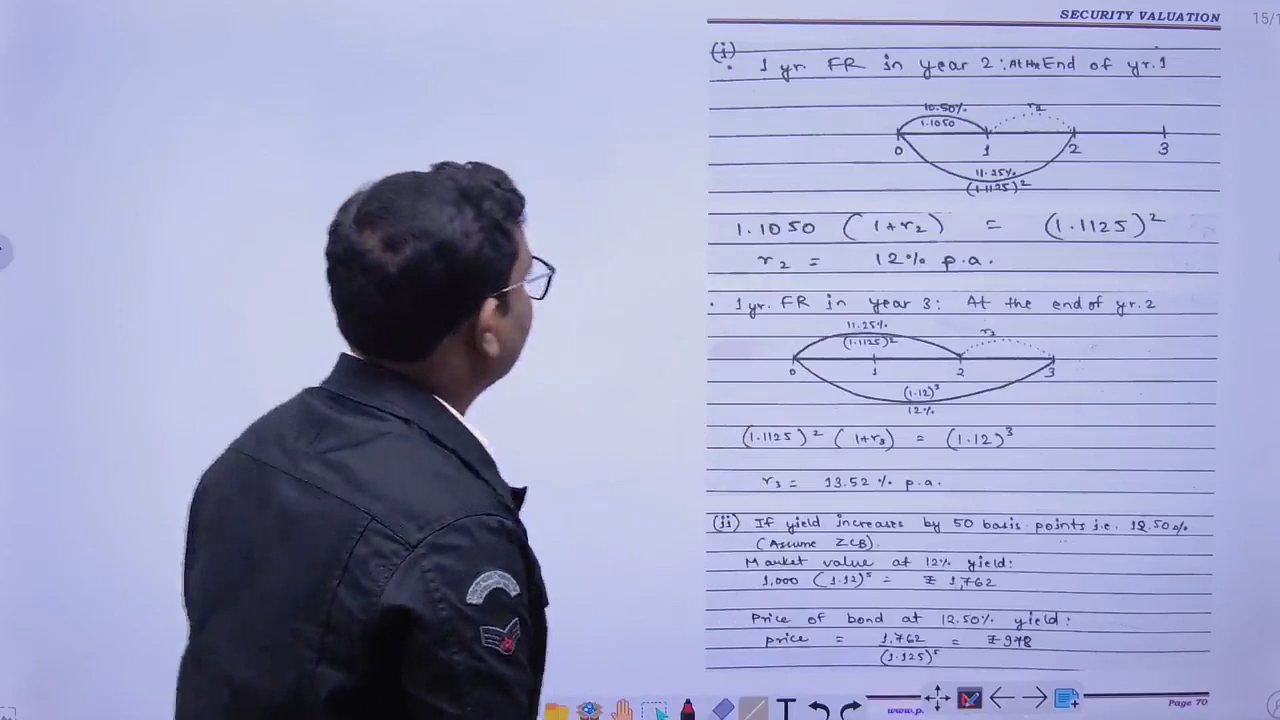 SECURITY VALUATION
15/1
(i)
• 1 yr. FR in year 2: At the End of yr. 1
10.50%
r2
1.1050
0 1 2 3
11.25%
(1.1125)²
1.1050 (1+r2) = (1.1125)²
r2 = 12% p.a.
• 1yr. FR in year 3: At the end of yr. 2
11.25%
r3
(1.1125)²
0 1 2 3
(1.12)³
12%
(1.1125)² (1+r3) = (1.12)³
r3 = 13.52% p.a.
(ii) If yield increases by 50 basis points i.e. 12.50%
(Assume ZCB).
Market value at 12% yield:
1,000 (1.12)⁵ = ₹ 1,762
Price of bond at 12.50% yield:
price = 1,762 = ₹ 978
(1.125)⁵
www.p.
Page 70